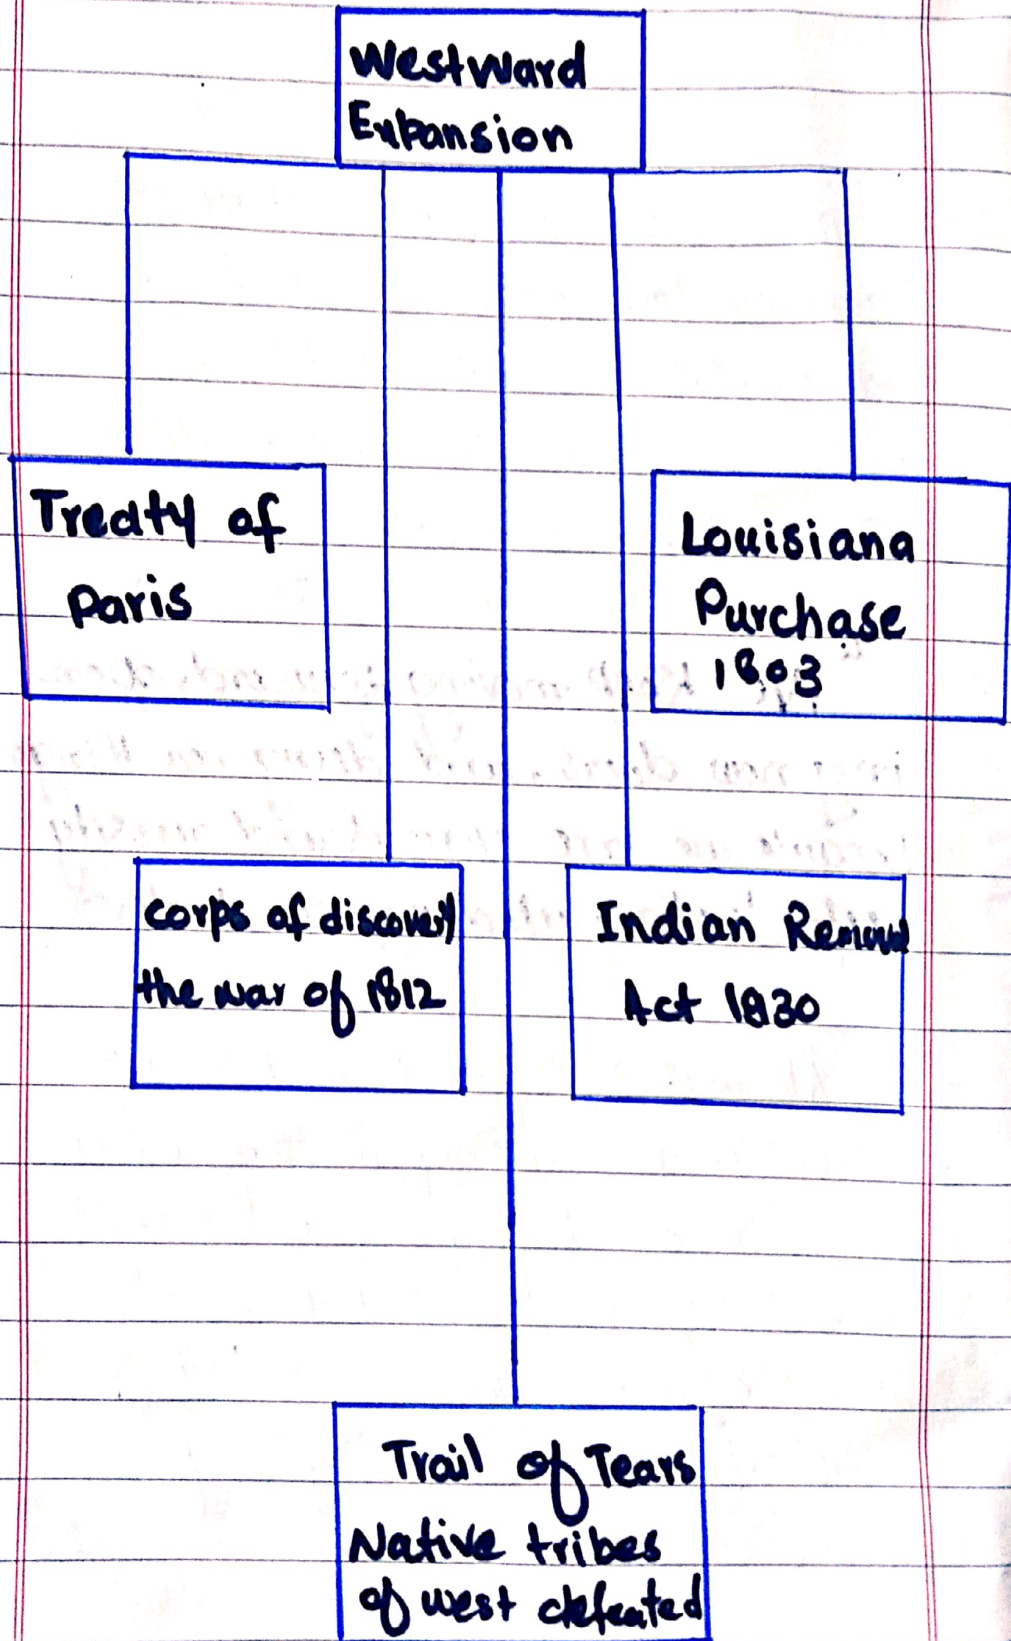 Westward
Expansion
Treaty of
Paris
Louisiana
Purchase
1803
corps of discovery
the war of 1812
Indian Removal
Act 1830
Trail of Tears
Native tribes
of west defeated